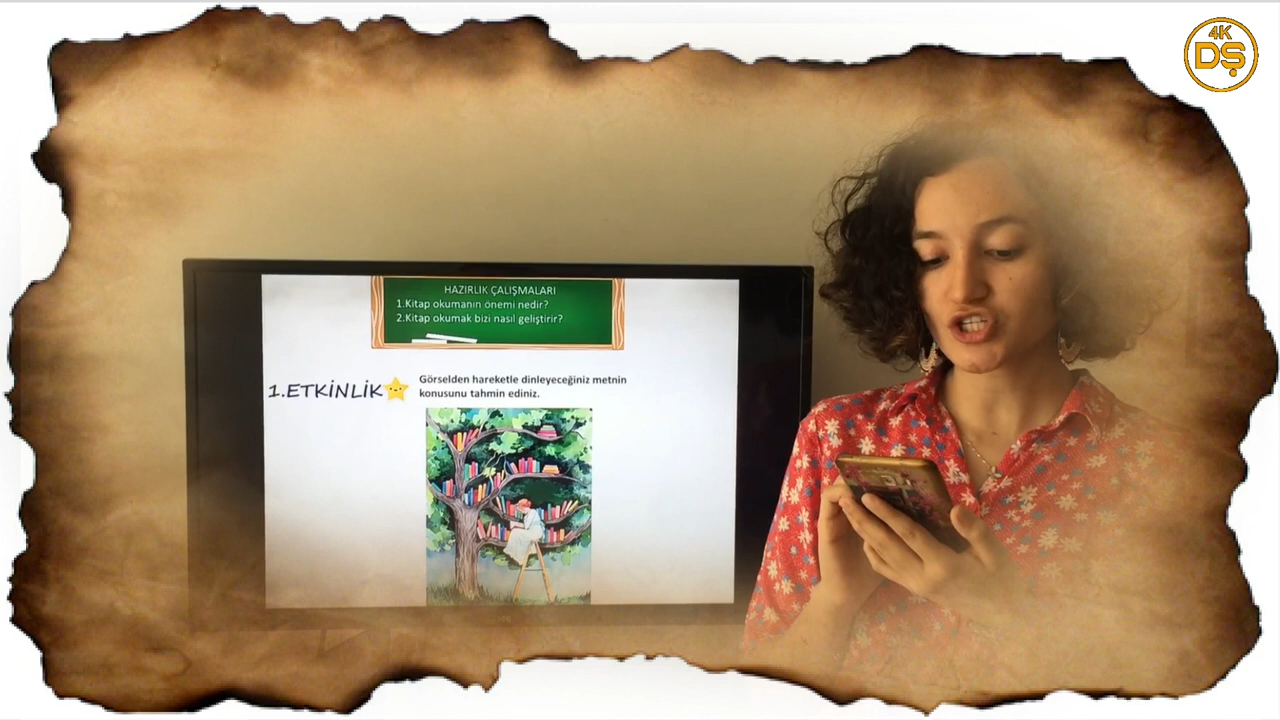 4K
DŞ
HAZIRLIK ÇALIŞMALARI
1.Kitap okumanın önemi nedir?
2.Kitap okumak bizi nasıl geliştirir?
1.ETKİNLİK
Görselden hareketle dinleyeceğiniz metnin
konusunu tahmin ediniz.